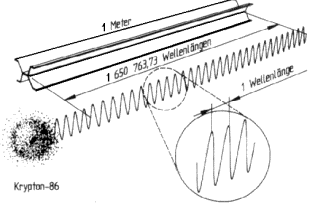 1 Meter
1 650 763,73 Wellenlängen
1 Wellenlänge
Krypton-86